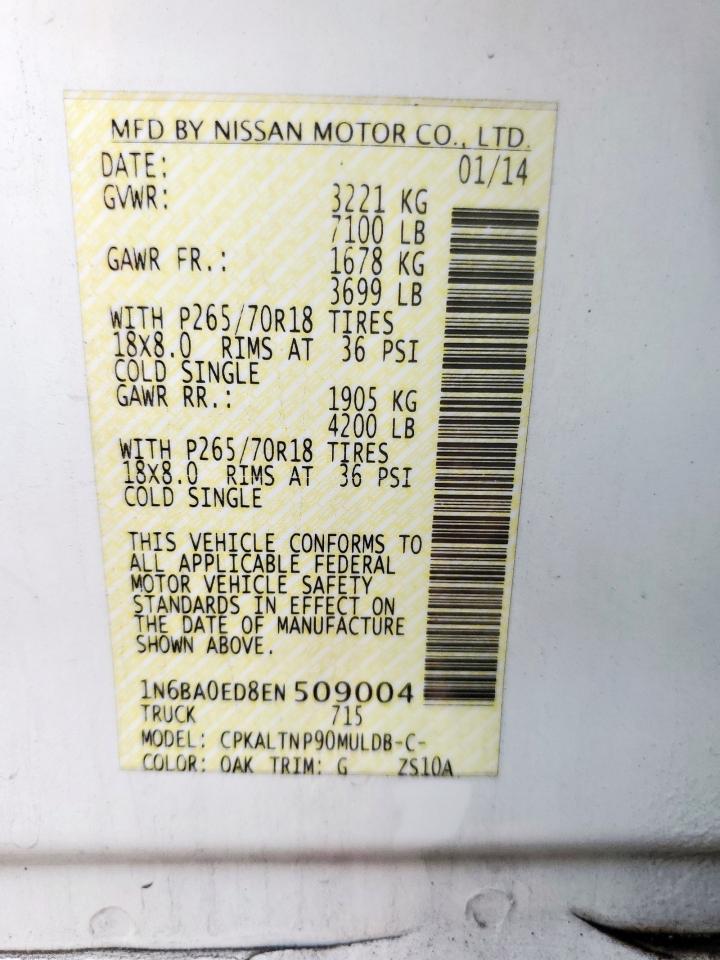 MFD BY NISSAN MOTOR CO., LTD.
DATE: 01/14
GVWR: 3221 KG
7100 LB
GAWR FR.: 1678 KG
3699 LB
WITH P265/70R18 TIRES
18X8.0 RIMS AT 36 PSI
COLD SINGLE
GAWR RR.: 1905 KG
4200 LB
WITH P265/70R18 TIRES
18X8.0 RIMS AT 36 PSI
COLD SINGLE
THIS VEHICLE CONFORMS TO
ALL APPLICABLE FEDERAL
MOTOR VEHICLE SAFETY
STANDARDS IN EFFECT ON
THE DATE OF MANUFACTURE
SHOWN ABOVE.
1N6BA0ED8EN 509004
TRUCK 715
MODEL: CPKALTNP90MULDB-C-
COLOR: QAK TRIM: G ZS10A